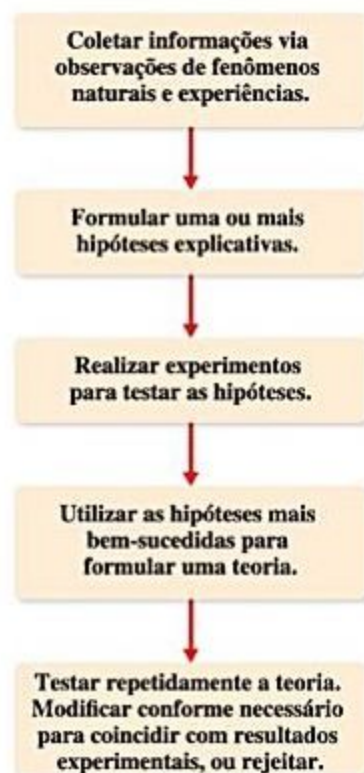 Coletar informações via
observações de fenômenos
naturais e experiências.
Formular uma ou mais
hipóteses explicativas.
Realizar experimentos
para testar as hipóteses.
Utilizar as hipóteses mais
bem-sucedidas para
formular uma teoria.
Testar repetidamente a teoria.
Modificar conforme necessário
para coincidir com resultados
experimentais, ou rejeitar.